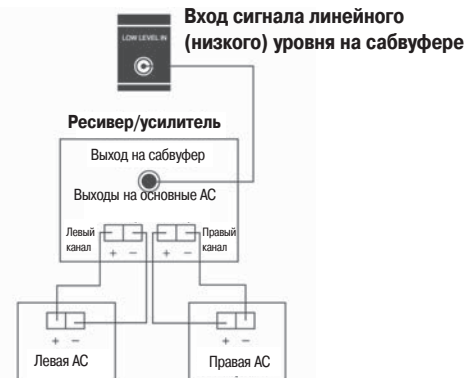 Вход сигнала линейного
(низкого) уровня на сабвуфере
LOW LEVEL IN
Ресивер/усилитель
Выход на сабвуфер
Выходы на основные АС
Левый
канал
Правый
канал
+ − + −
+ − + −
Левая АС Правая АС